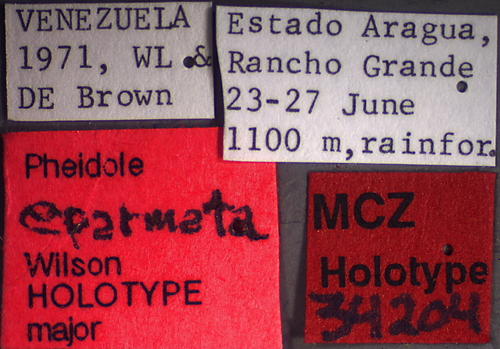 VENEZUELA
1971, WL &
DE Brown
Estado Aragua,
Rancho Grande
23-27 June
1100 m, rainfor.
Pheidole
eparmata
Wilson
HOLOTYPE
major
MCZ
Holotype
34204